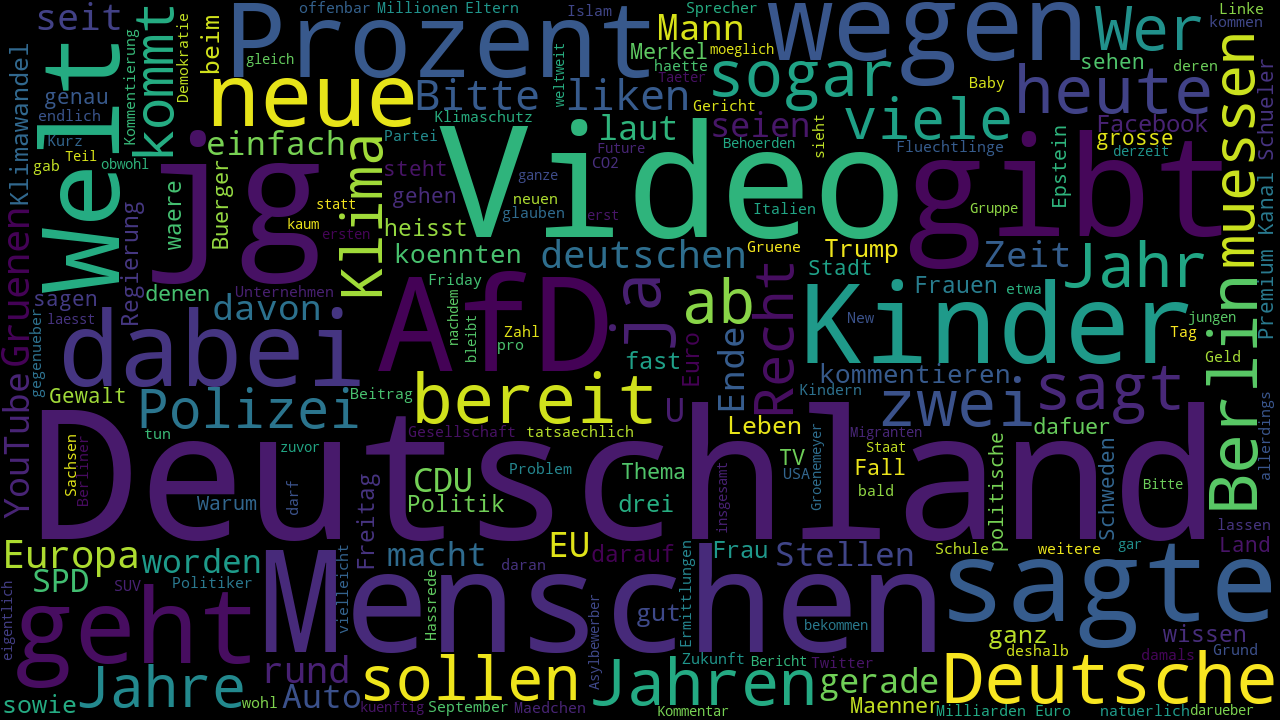 seit
offenbar
Millionen Eltern
Islam
Sprecher
Linke
Prozent
wegen
Mann
Wer
kommen
Welt
kommt
Demokratie
beim
gleich
Merkel
moeglich
sehen
deren
Klimawandel
Kommentierung
weltweit
haette
sogar
Taeter
Baby
heute
genau
neue
Bitte liken
Gericht
viele
Facebook
endlich
Klimaschutz
laut
seien
Kurz
einfach
Partei
Future
Behoerden
sieht
Fluechtlinge
grosse
derzeit
Teil
obwohl
gab
jg
Klima
steht
CO2
Video
Epstein
gibt
muessen
Premium Kanal Schueler
waere
Buerger
statt
gehen
ganze
neuen
glauben
erst
Italien
Gruppe
kaum
ersten
heisst
Gruenen
Regierung
koennten
deutschen
Gruene
Trump
Zeit
Jahr
sagen
denen
Unternehmen
Friday
Stadt
Frauen
etwa
laesst
davon
AfD
nachdem
bleibt
Zahl
pro
ja
ab
Recht
Kinder
New
jungen
Tag
gegenueber
dabei
fast
Euro
Ende
Geld
YouTube
Gewalt
Polizei
Beitrag
bereit
U
kommentieren
Kindern
zwei
sagt
Berlin
allerdings
tun
zuvor
Gesellschaft
tatsaechlich
Leben
Migranten
dafuer
Sachsen
Berliner
Deutschland
Staat
TV
USA
Fall
CDU
Problem
Thema
Groenemeyer
politische
Schweden
Bitte
Warum
darf
Politik
drei
insgesamt
bald
lassen
Europa
worden
Freitag
macht
EU
darauf
Frau
Stellen
Schule
weitere
gar
Land
SPD
SUV
Politiker
vielleicht
daran
Ermittlungen
eigentlich
geht
Menschen
Hassrede
gut
bekommen
sagte
ganz
wissen
deshalb
damals
Grund
rund
sollen
Asylbewerber
Zukunft
Bericht
Twitter
Deutsche
sowie
Jahre
wohl
Auto
kuenftig
September
Maedchen
Jahren
Kommentar
gerade
Maenner
Milliarden Euro
natuerlich
darueber